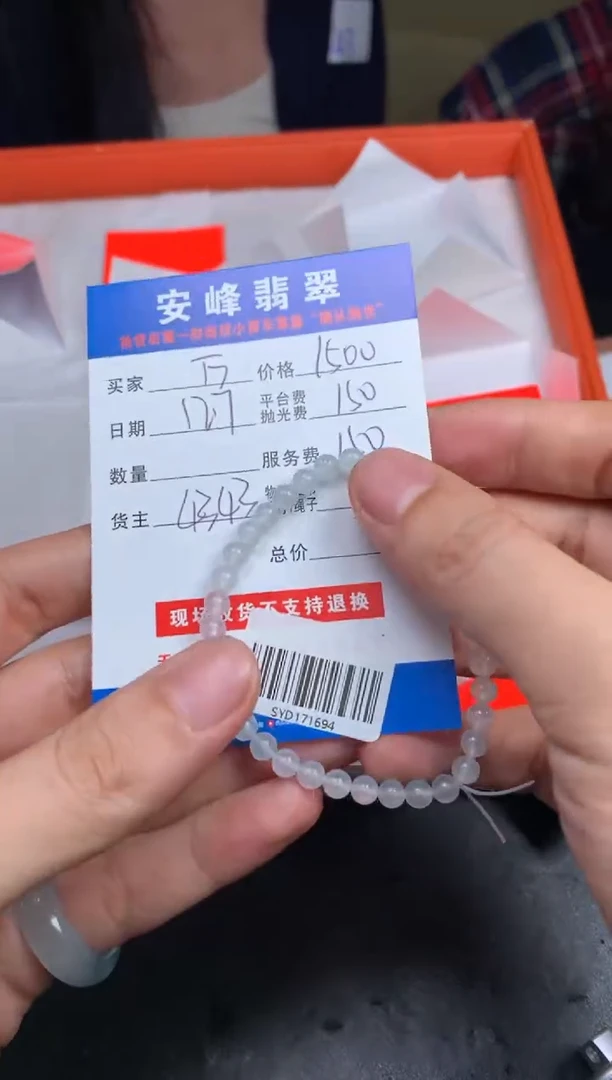 安峰翡翠
买家 价格 1500
日期 12.7 平台费 抛光费 150
数量 服务费 150
货主 4343 绳子
总价
现场收货不支持退换
SYD171694